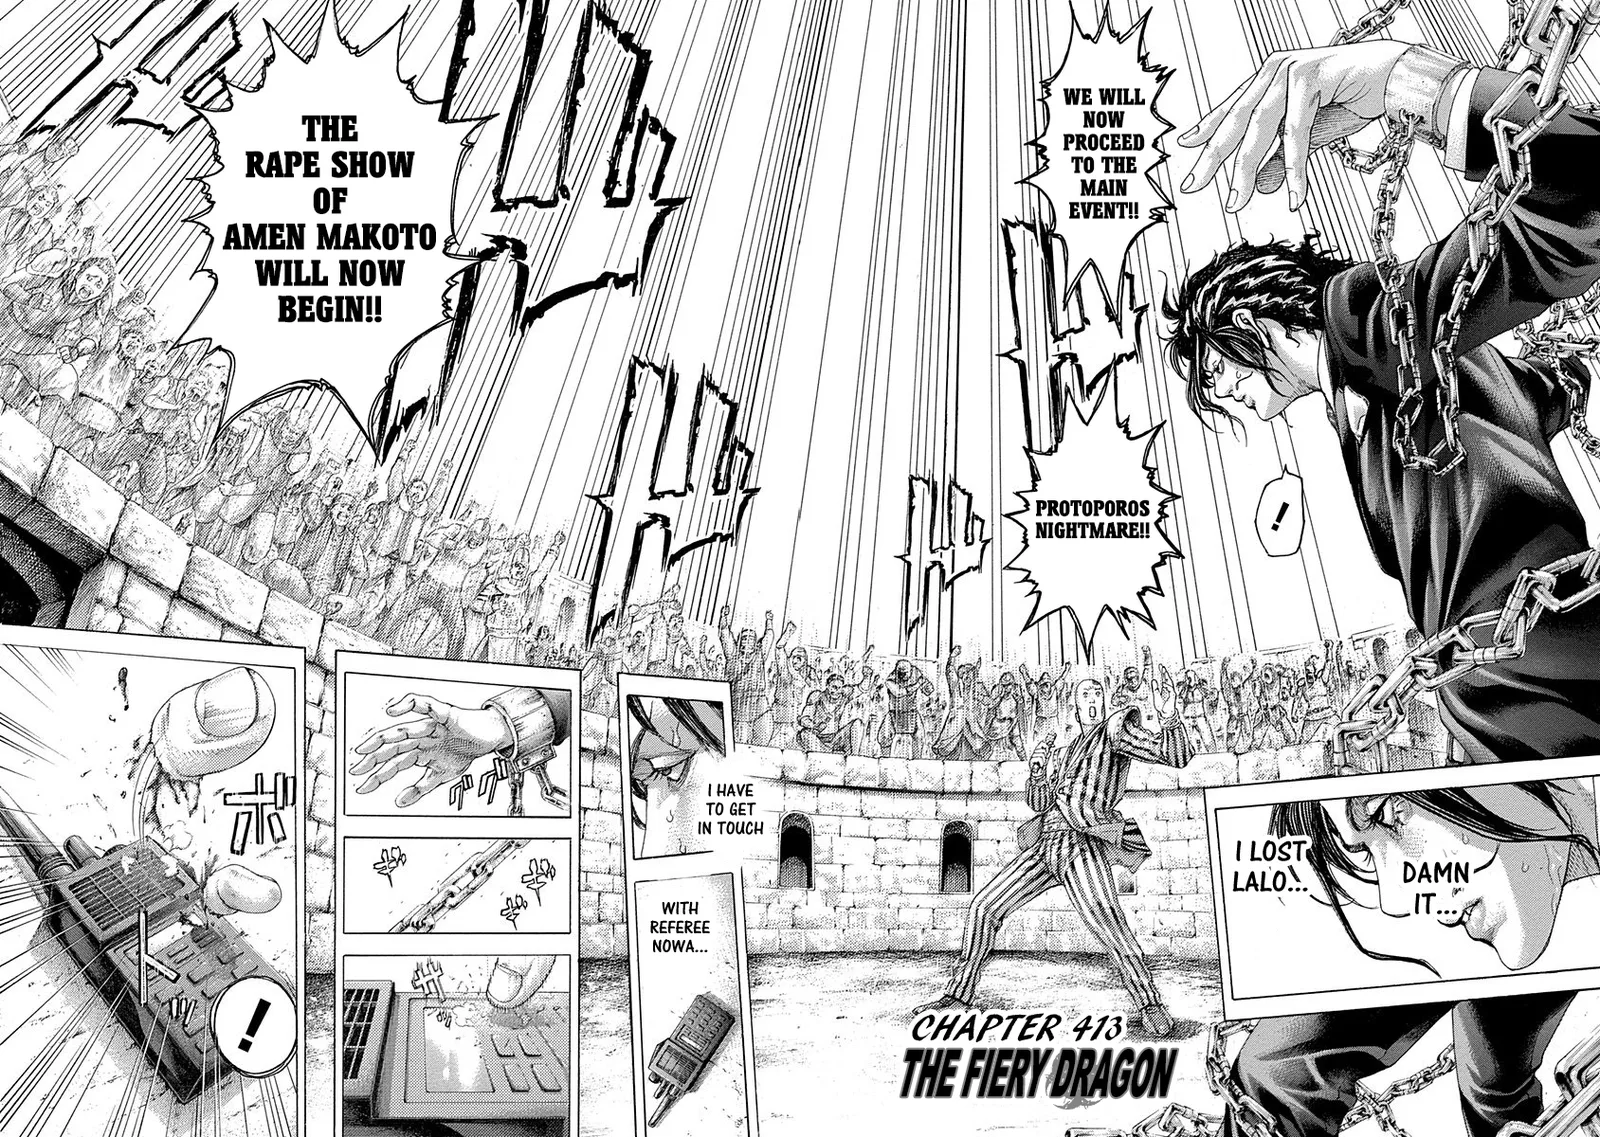 WE WILL
NOW
PROCEED
TO THE
MAIN
EVENT!!
PROTOPOROS
NIGHTMARE!!
THE
RAPE SHOW
OF
AMEN MAKOTO
WILL NOW
BEGIN!!
!
DAMN
IT...
I LOST
LALO...
CHAPTER 413
THE FIERY DRAGON
I HAVE
TO GET
IN TOUCH
WITH
REFEREE
NOWA...
!